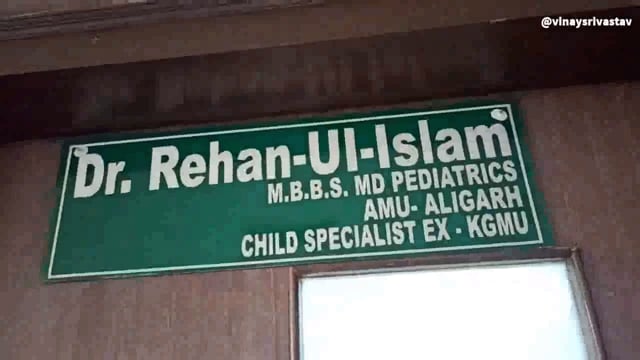 @vinaysrivastav
Dr. Rehan-Ul-Islam
M.B.B.S. MD PEDIATRICS
AMU- ALIGARH
CHILD SPECIALIST EX - KGMU